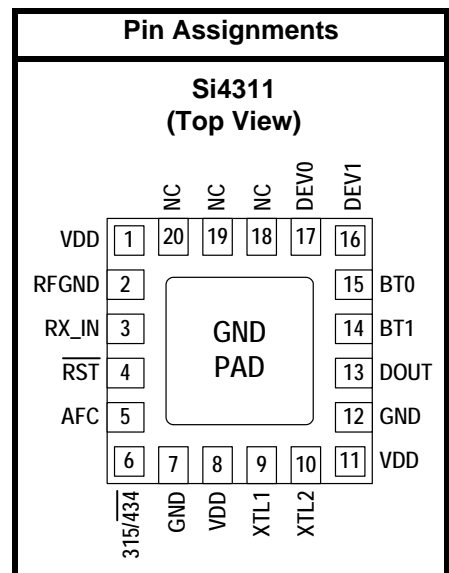 Pin Assignments
Si4311
(Top View)
NC
NC
NC
DEV0
DEV1
VDD 1 20 19 18 17 16
RFGND 2 15 BT0
RX_IN 3 GND 14 BT1
RST 4 PAD 13 DOUT
AFC 5 12 GND
6 7 8 9 10 11 VDD
315/434
GND
VDD
XTL1
XTL2